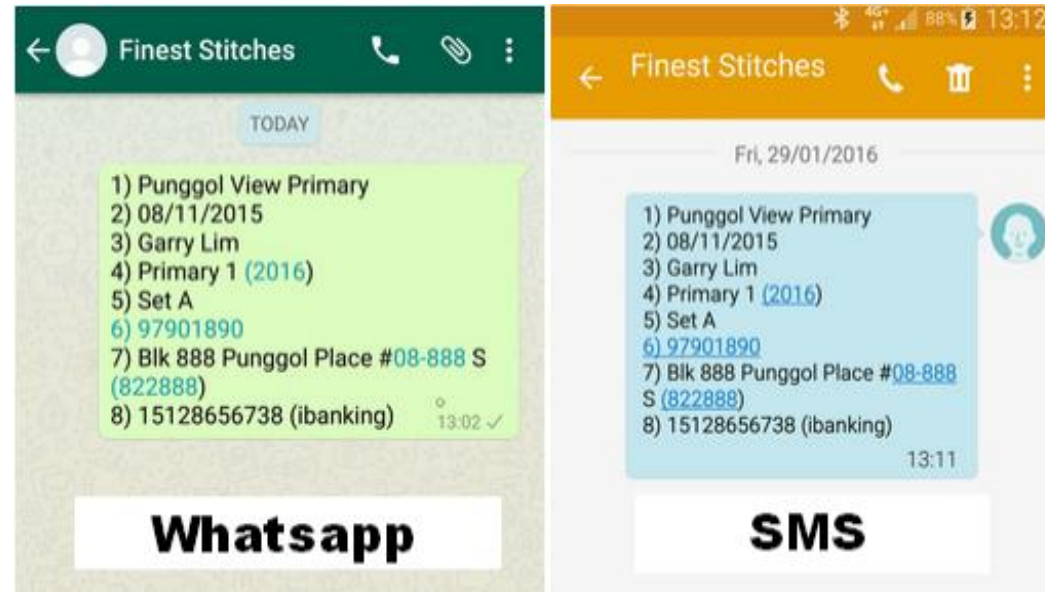 Finest Stitches
TODAY
1) Punggol View Primary
2) 08/11/2015
3) Garry Lim
4) Primary 1 (2016)
5) Set A
6) 97901890
7) Blk 888 Punggol Place #08-888 S
(822888)
8) 15128656738 (ibanking)
13:02
Whatsapp
4G+ 88% 13:12
Finest Stitches
Fri, 29/01/2016
1) Punggol View Primary
2) 08/11/2015
3) Garry Lim
4) Primary 1 (2016)
5) Set A
6) 97901890
7) Blk 888 Punggol Place #08-888
S (822888)
8) 15128656738 (ibanking)
13:11
SMS